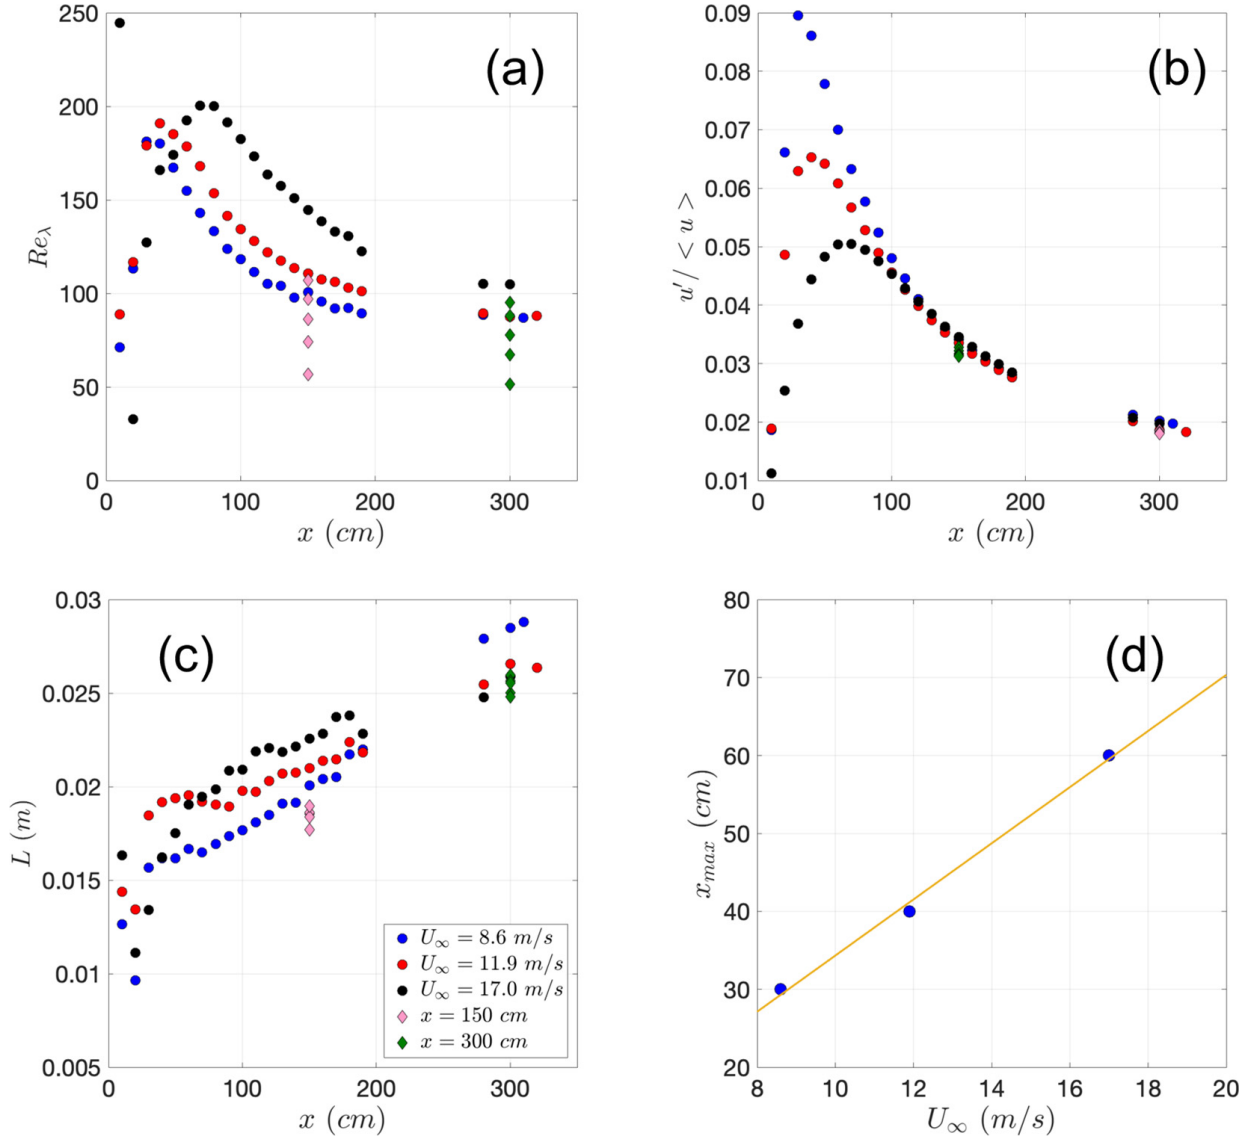 250
200
150
100
50
0
Re_λ
(a)
0 100 200 300
x (cm)
0.09
0.08
0.07
0.06
0.05
0.04
0.03
0.02
0.01
u′/ < u >
(b)
0 100 200 300
x (cm)
0.03
0.025
0.02
0.015
0.01
0.005
L (m)
(c)
U_∞ = 8.6 m/s
U_∞ = 11.9 m/s
U_∞ = 17.0 m/s
x = 150 cm
x = 300 cm
0 100 200 300
x (cm)
80
70
60
50
40
30
20
x_max (cm)
(d)
8 10 12 14 16 18 20
U_∞ (m/s)